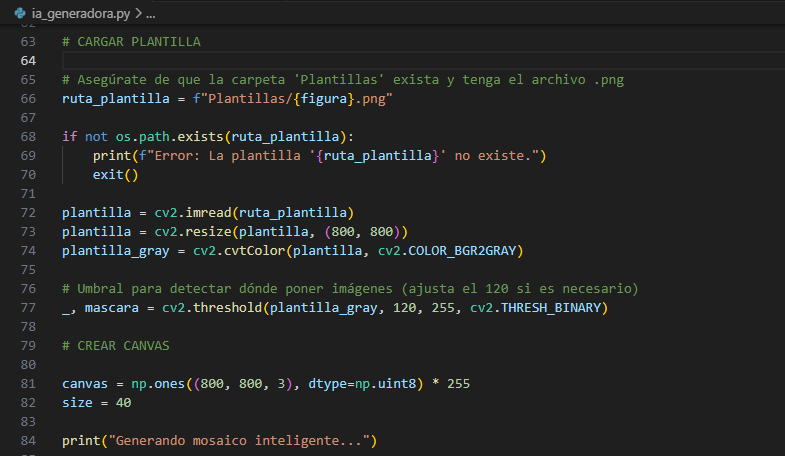 ia_generadora.py > ...
63 # CARGAR PLANTILLA
64
65 # Asegúrate de que la carpeta 'Plantillas' exista y tenga el archivo .png
66 ruta_plantilla = f"Plantillas/{figura}.png"
67
68 if not os.path.exists(ruta_plantilla):
69     print(f"Error: La plantilla '{ruta_plantilla}' no existe.")
70     exit()
71
72 plantilla = cv2.imread(ruta_plantilla)
73 plantilla = cv2.resize(plantilla, (800, 800))
74 plantilla_gray = cv2.cvtColor(plantilla, cv2.COLOR_BGR2GRAY)
75
76 # Umbral para detectar dónde poner imágenes (ajusta el 120 si es necesario)
77 _, mascara = cv2.threshold(plantilla_gray, 120, 255, cv2.THRESH_BINARY)
78
79 # CREAR CANVAS
80
81 canvas = np.ones((800, 800, 3), dtype=np.uint8) * 255
82 size = 40
83
84 print("Generando mosaico inteligente...")